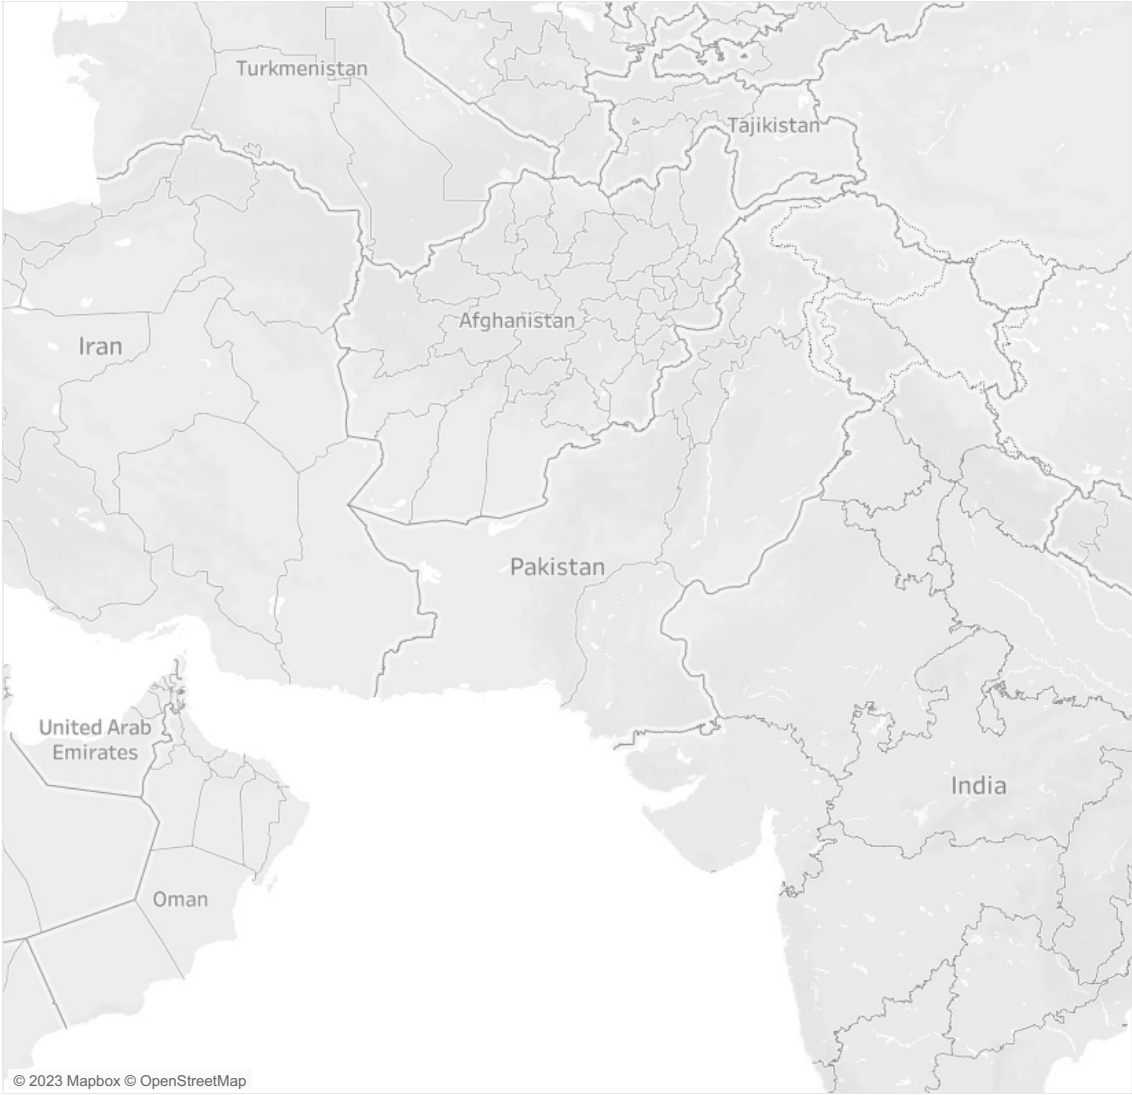 Turkmenistan
Tajikistan
Afghanistan
Iran
Pakistan
United Arab
Emirates
India
Oman
© 2023 Mapbox © OpenStreetMap